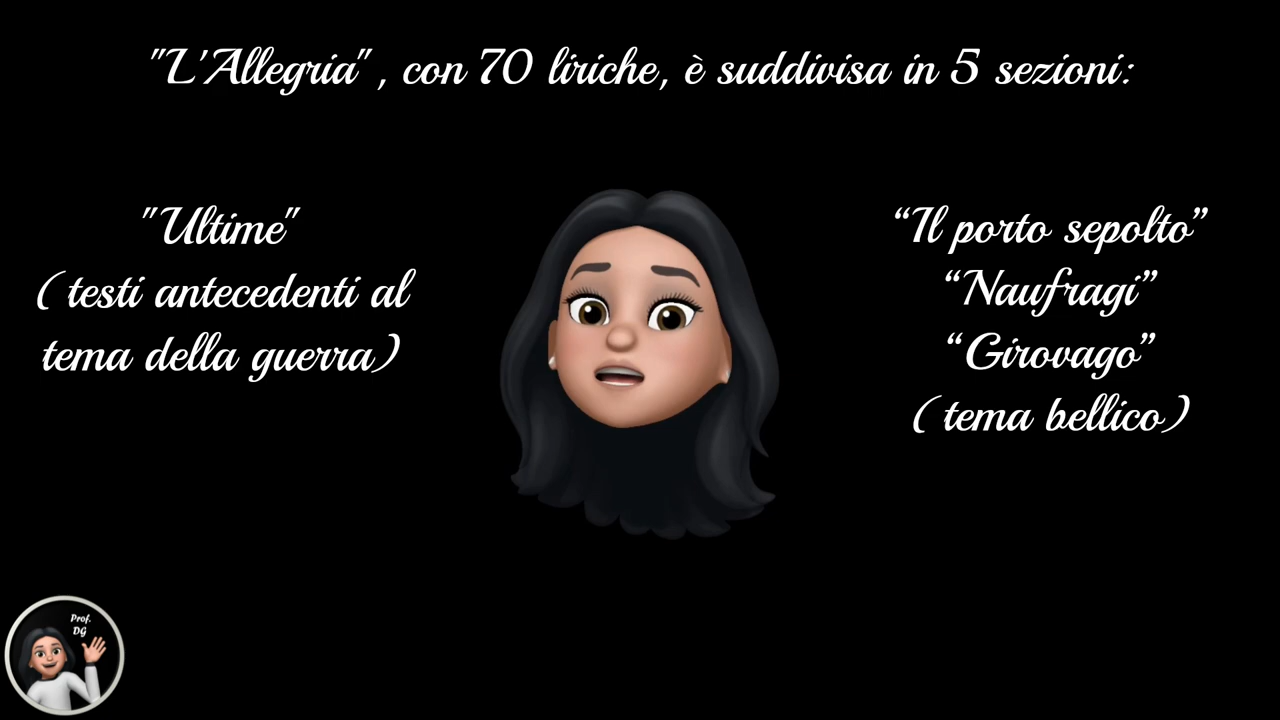 "L'Allegria" , con 70 liriche, è suddivisa in 5 sezioni:
"Ultime"
( testi antecedenti al
tema della guerra)
“Il porto sepolto”
“Naufragi”
“Girovago”
( tema bellico)
Prof.
DG